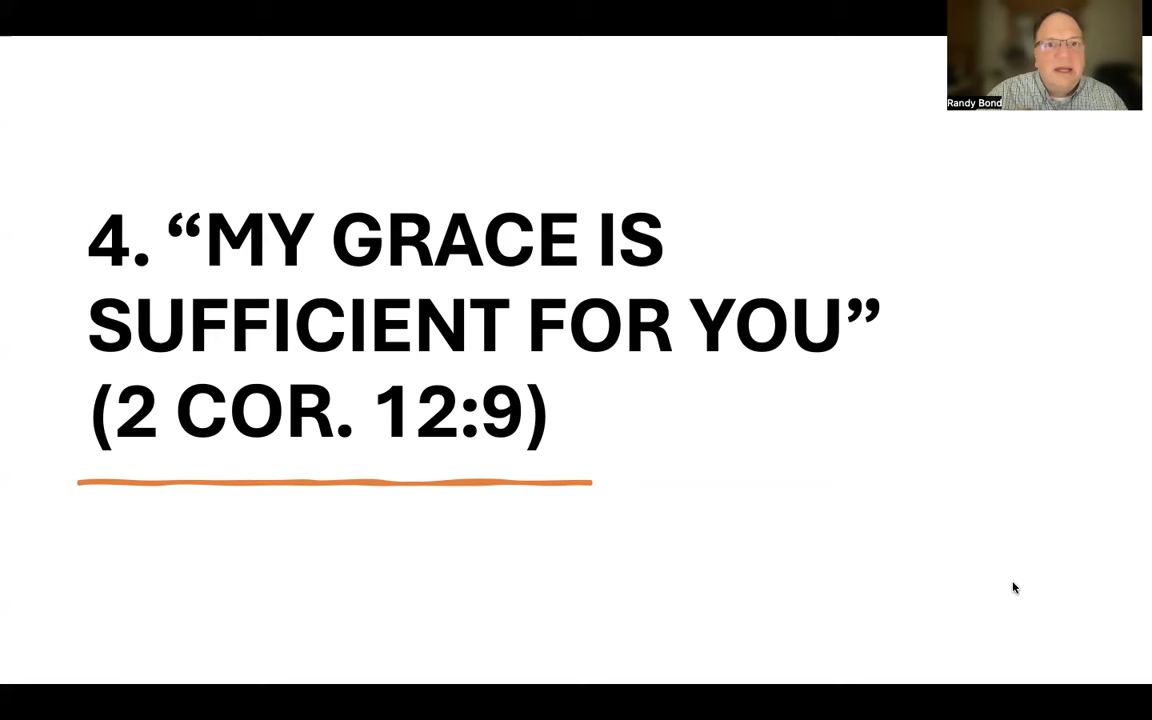 Randy Bond
4. “MY GRACE IS
SUFFICIENT FOR YOU”
(2 COR. 12:9)